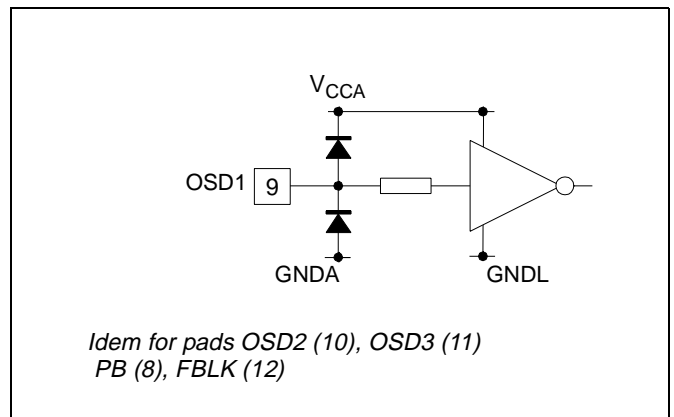 VCCA
OSD1 9
GNDA GNDL
Idem for pads OSD2 (10), OSD3 (11)
PB (8), FBLK (12)